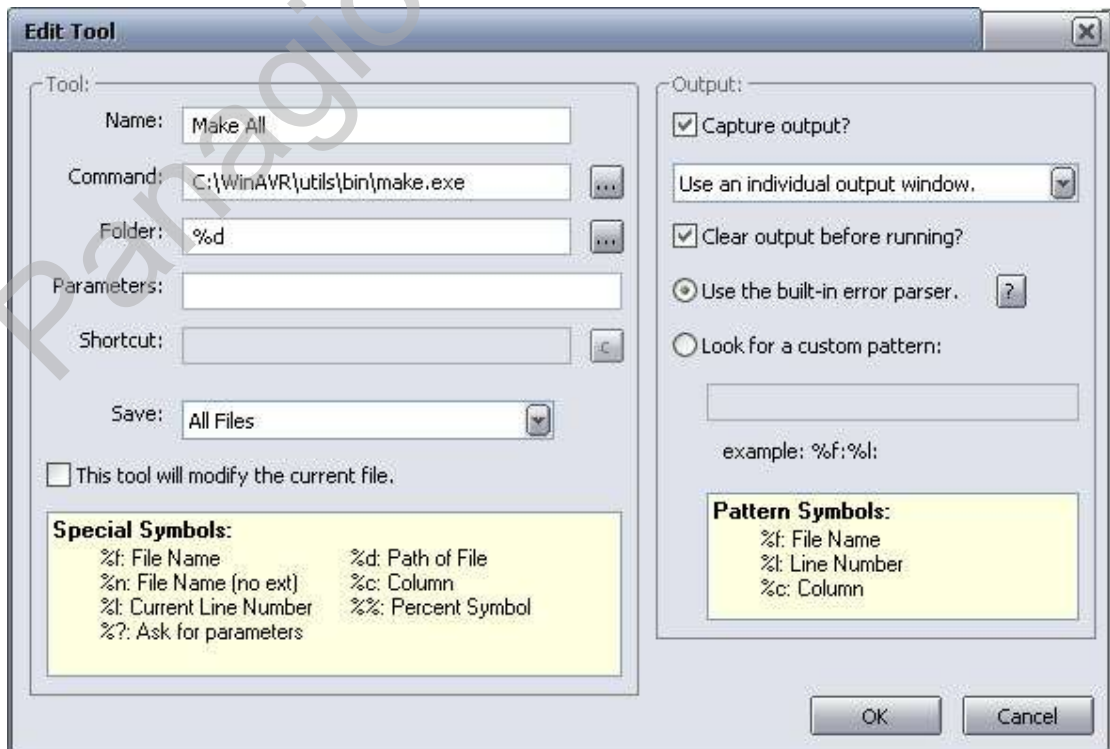 Edit Tool
Tool:
Name: Make All
Command: C:\WinAVR\utils\bin\make.exe ...
Folder: %d ...
Parameters:
Shortcut: C
Save: All Files
This tool will modify the current file.
Special Symbols:
%f: File Name %d: Path of File
%n: File Name (no ext) %c: Column
%l: Current Line Number %%: Percent Symbol
%?: Ask for parameters
Output:
Capture output?
Use an individual output window.
Clear output before running?
Use the built-in error parser. ?
Look for a custom pattern:
example: %f:%l:
Pattern Symbols:
%f: File Name
%l: Line Number
%c: Column
OK Cancel